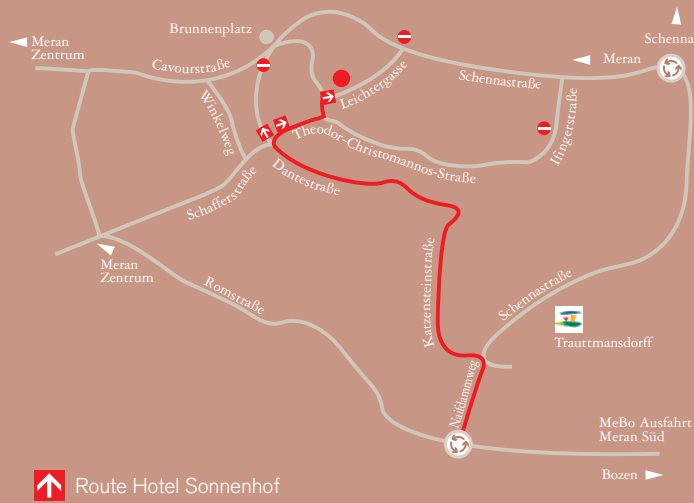 Schenna
Brunnenplatz
Meran
Zentrum
Cavourstraße
Meran
Schennastraße
Leichtergasse
Winkelweg
Ifingerstraße
Theodor-Christomannos-Straße
Dantestraße
Schafferstraße
Meran
Zentrum
Romstraße
Katzensteinstraße
Schennastraße
Trauttmansdorff
Naifdammweg
MeBo Ausfahrt
Meran Süd
Bozen
Route Hotel Sonnenhof